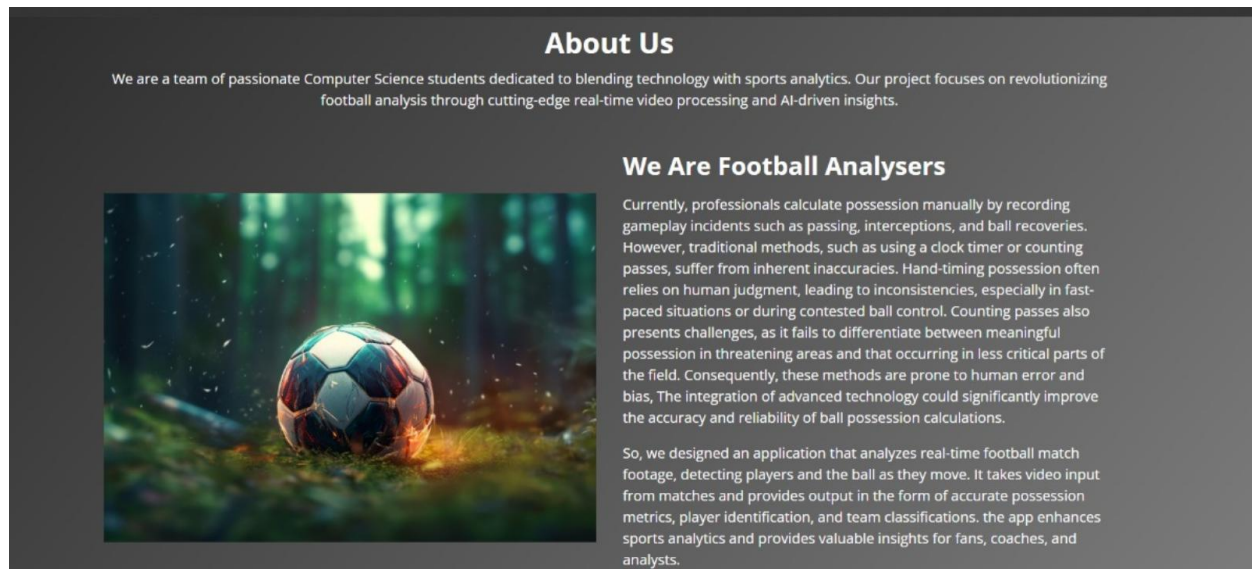 About Us
We are a team of passionate Computer Science students dedicated to blending technology with sports analytics. Our project focuses on revolutionizing
football analysis through cutting-edge real-time video processing and AI-driven insights.
We Are Football Analysers
Currently, professionals calculate possession manually by recording
gameplay incidents such as passing, interceptions, and ball recoveries.
However, traditional methods, such as using a clock timer or counting
passes, suffer from inherent inaccuracies. Hand-timing possession often
relies on human judgment, leading to inconsistencies, especially in fast-
paced situations or during contested ball control. Counting passes also
presents challenges, as it fails to differentiate between meaningful
possession in threatening areas and that occurring in less critical parts of
the field. Consequently, these methods are prone to human error and
bias, The integration of advanced technology could significantly improve
the accuracy and reliability of ball possession calculations.
So, we designed an application that analyzes real-time football match
footage, detecting players and the ball as they move. It takes video input
from matches and provides output in the form of accurate possession
metrics, player identification, and team classifications. the app enhances
sports analytics and provides valuable insights for fans, coaches, and
analysts.